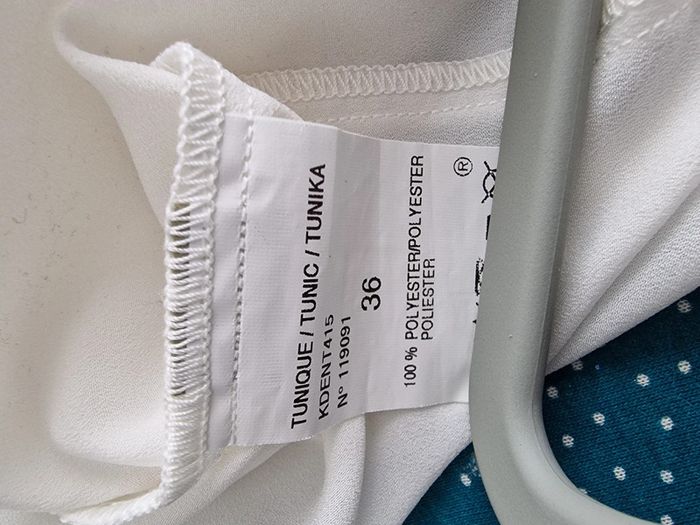 TUNIQUE / TUNIC / TUNIKA
KDENT415
N° 119091
36
100 % POLYESTER/POLYESTER
POLIESTER
®